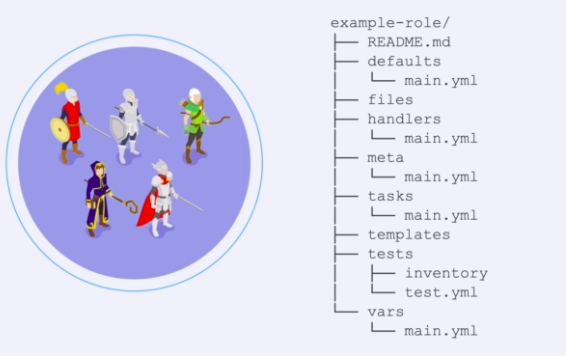 example-role/
├── README.md
├── defaults
│   └── main.yml
├── files
├── handlers
│   └── main.yml
├── meta
│   └── main.yml
├── tasks
│   └── main.yml
├── templates
├── tests
│   ├── inventory
│   └── test.yml
└── vars
    └── main.yml